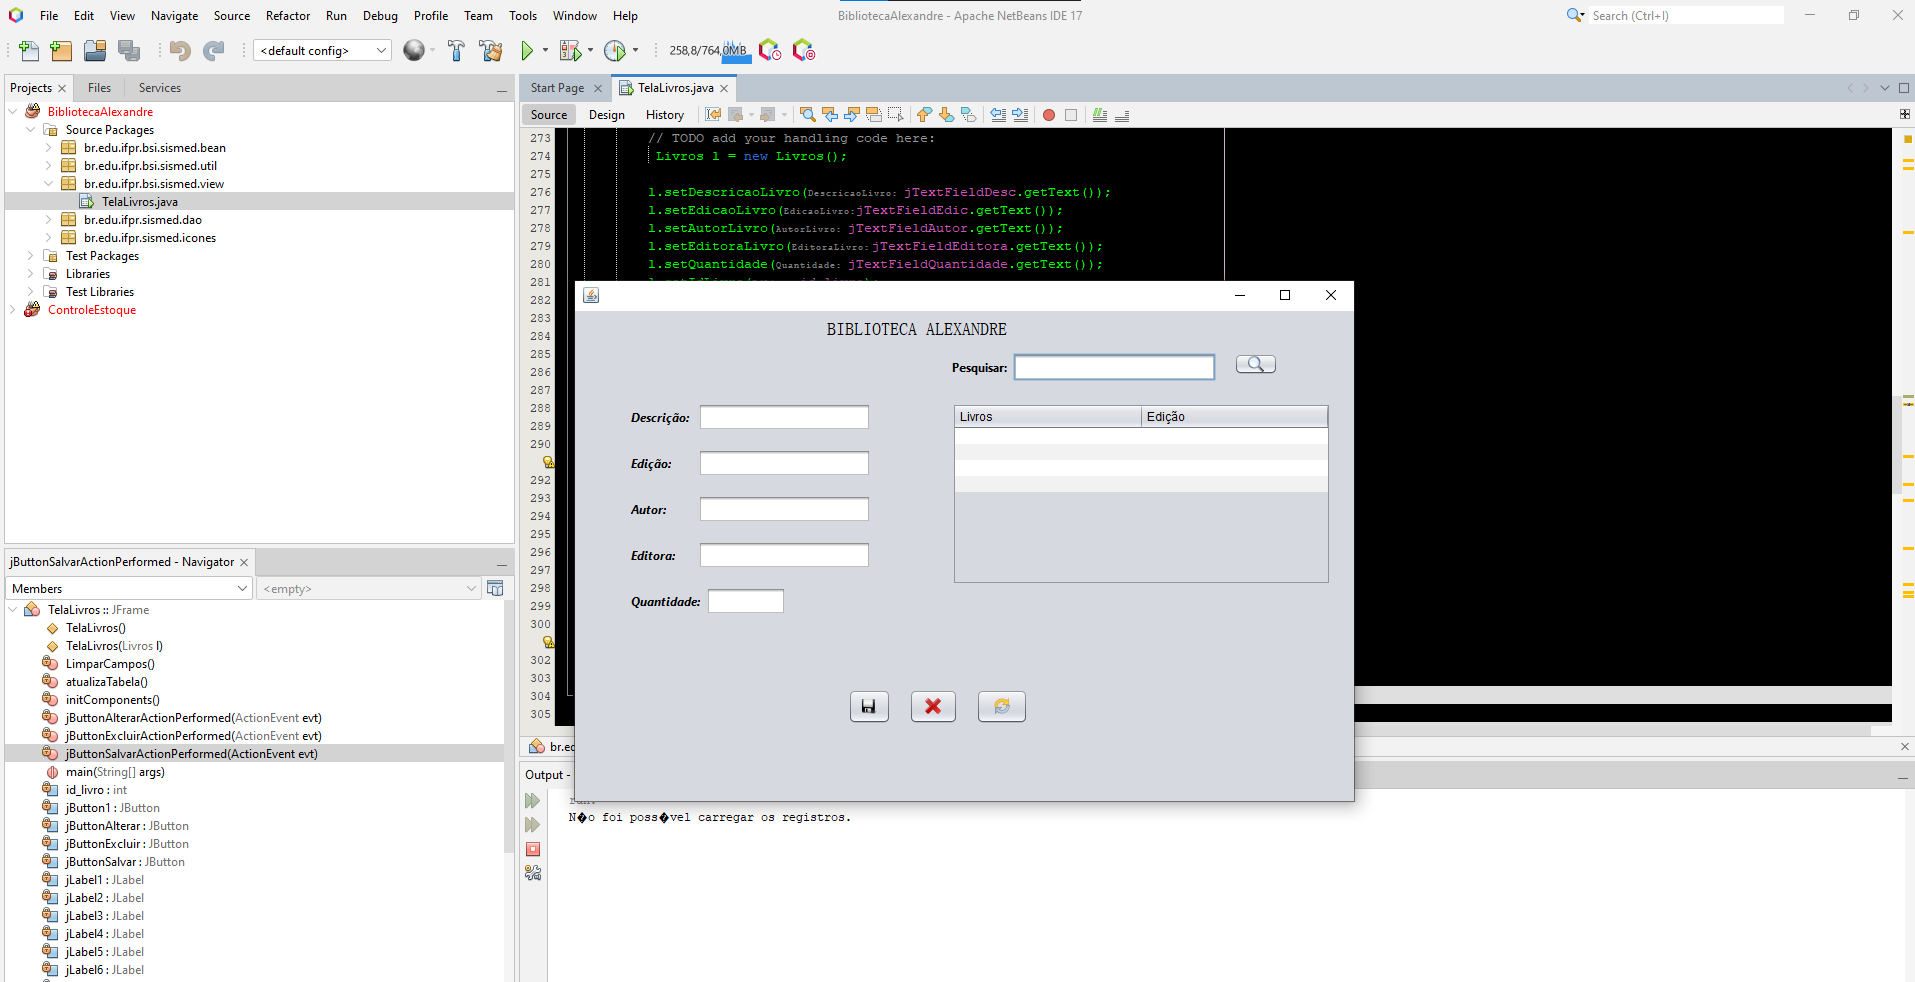 File Edit View Navigate Source Refactor Run Debug Profile Team Tools Window Help
BibliotecaAlexandre - Apache NetBeans IDE 17
Search (Ctrl+I)
<default config>
258,8/764,0MB
Projects Files Services
BibliotecaAlexandre
Source Packages
br.edu.ifpr.bsi.sismed.bean
br.edu.ifpr.bsi.sismed.util
br.edu.ifpr.bsi.sismed.view
TelaLivros.java
br.edu.ifpr.sismed.dao
br.edu.ifpr.sismed.icones
Test Packages
Libraries
Test Libraries
ControleEstoque
jButtonSalvarActionPerformed - Navigator
Members <empty>
TelaLivros :: JFrame
TelaLivros()
TelaLivros(Livros l)
LimparCampos()
atualizaTabela()
initComponents()
jButtonAlterarActionPerformed(ActionEvent evt)
jButtonExcluirActionPerformed(ActionEvent evt)
jButtonSalvarActionPerformed(ActionEvent evt)
main(String[] args)
id_livro : int
jButton1 : JButton
jButtonAlterar : JButton
jButtonExcluir : JButton
jButtonSalvar : JButton
jLabel1 : JLabel
jLabel2 : JLabel
jLabel3 : JLabel
jLabel4 : JLabel
jLabel5 : JLabel
jLabel6 : JLabel
Start Page TelaLivros.java
Source Design History
273 // TODO add your handling code here:
274 Livros l = new Livros();
275
276 l.setDescricaoLivro(DescricaoLivro: jTextFieldDesc.getText());
277 l.setEdicaoLivro(EdicaoLivro: jTextFieldEdic.getText());
278 l.setAutorLivro(AutorLivro: jTextFieldAutor.getText());
279 l.setEditoraLivro(EditoraLivro: jTextFieldEditora.getText());
280 l.setQuantidade(Quantidade: jTextFieldQuantidade.getText());
281
282
283
284
285
286
287
288
289
290
292
293
294
295
296
297
298
299
300
302
303
304
305
BIBLIOTECA ALEXANDRE
Pesquisar:
Descrição:
Edição:
Autor:
Editora:
Quantidade:
Livros Edição
br.ed
Output -
N�o foi poss�vel carregar os registros.